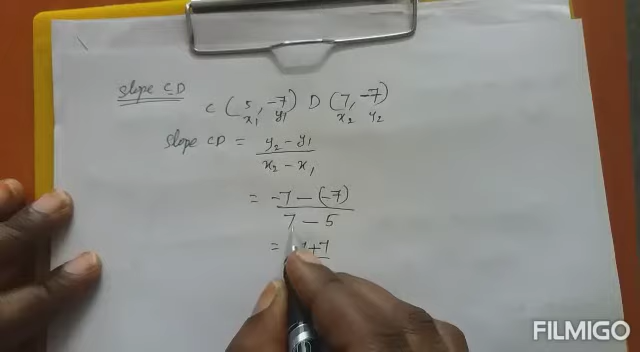 Slope CD
C (5, -7) D (7, -7)
x₁ y₁ x₂ y₂
Slope CD = y₂ - y₁
x₂ - x₁
= -7 - (-7)
7 - 5
= +7
FILMIGO